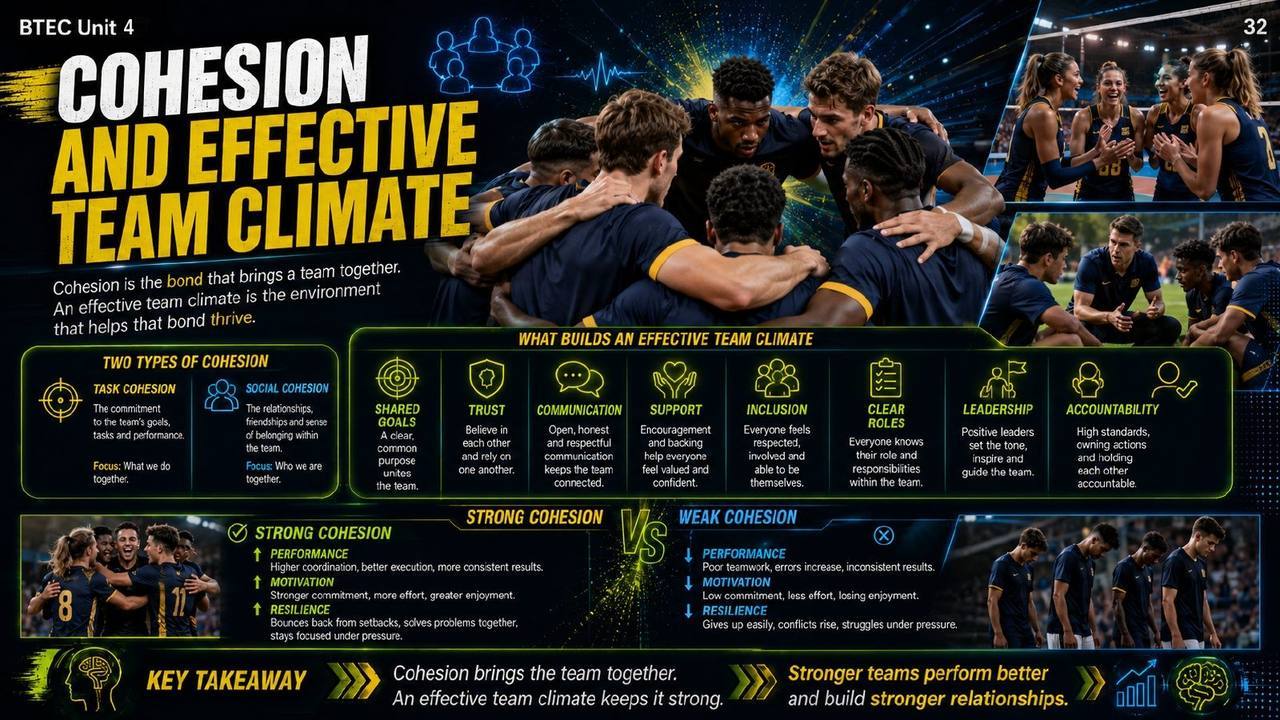 BTEC Unit 4
32
COHESION
AND EFFECTIVE
TEAM CLIMATE
Cohesion is the bond that brings a team together.
An effective team climate is the environment
that helps that bond thrive.
TWO TYPES OF COHESION
TASK COHESION
The commitment
to the team's goals,
tasks and performance.
Focus: What we do
together.
SOCIAL COHESION
The relationships,
friendships and sense
of belonging within
the team.
Focus: Who we are
together.
WHAT BUILDS AN EFFECTIVE TEAM CLIMATE
SHARED
GOALS
A clear,
common
purpose
unites
the team.
TRUST
Believe in
each other
and rely on
one another.
COMMUNICATION
Open, honest
and respectful
communication
keeps the team
connected.
SUPPORT
Encouragement
and backing
help everyone
feel valued and
confident.
INCLUSION
Everyone feels
respected,
involved and
able to be
themselves.
CLEAR
ROLES
Everyone knows
their role and
responsibilities
within the team.
LEADERSHIP
Positive leaders
set the tone,
inspire and
guide the team.
ACCOUNTABILITY
High standards,
owning actions
and holding
each other
accountable.
STRONG COHESION
VS
WEAK COHESION
STRONG COHESION
PERFORMANCE
Higher coordination, better execution, more consistent results.
MOTIVATION
Stronger commitment, more effort, greater enjoyment.
RESILIENCE
Bounces back from setbacks, solves problems together,
stays focused under pressure.
PERFORMANCE
Poor teamwork, errors increase, inconsistent results.
MOTIVATION
Low commitment, less effort, losing enjoyment.
RESILIENCE
Gives up easily, conflicts rise, struggles under pressure.
8
11
KEY TAKEAWAY
Cohesion brings the team together.
An effective team climate keeps it strong.
Stronger teams perform better
and build stronger relationships.